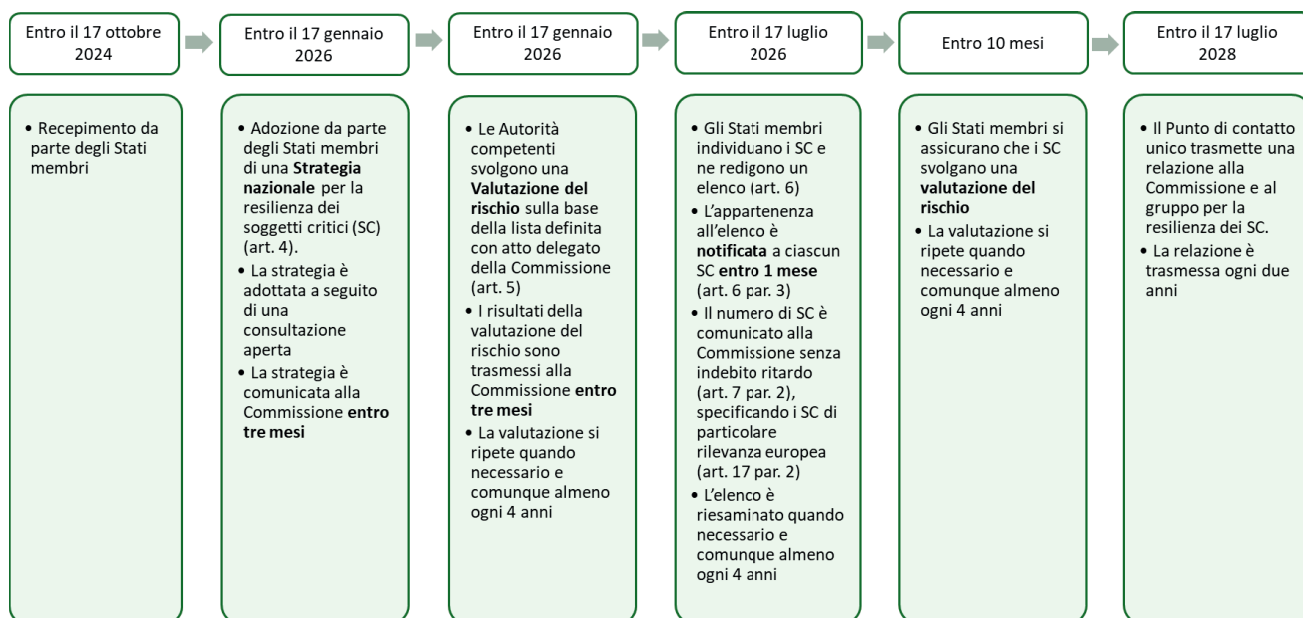 Entro il 17 ottobre
2024
Entro il 17 gennaio
2026
Entro il 17 gennaio
2026
Entro il 17 luglio
2026
Entro 10 mesi
Entro il 17 luglio
2028
• Recepimento da
parte degli Stati
membri
• Adozione da parte
degli Stati membri
di una Strategia
nazionale per la
resilienza dei
soggetti critici (SC)
(art. 4).
• La strategia è
adottata a seguito
di una
consultazione
aperta
• La strategia è
comunicata alla
Commissione entro
tre mesi
• Le Autorità
competenti
svolgono una
Valutazione del
rischio sulla base
della lista definita
con atto delegato
della Commissione
(art. 5)
• I risultati della
valutazione del
rischio sono
trasmessi alla
Commissione entro
tre mesi
• La valutazione si
ripete quando
necessario e
comunque almeno
ogni 4 anni
• Gli Stati membri
individuano i SC e
ne redigono un
elenco (art. 6)
• L'appartenenza
all'elenco è
notificata a ciascun
SC entro 1 mese
(art. 6 par. 3)
• Il numero di SC è
comunicato alla
Commissione senza
indebito ritardo
(art. 7 par. 2),
specificando i SC di
particolare
rilevanza europea
(art. 17 par. 2)
• L'elenco è
riesaminato quando
necessario e
comunque almeno
ogni 4 anni
• Gli Stati membri si
assicurano che i SC
svolgano una
valutazione del
rischio
• La valutazione si
ripete quando
necessario e
comunque almeno
ogni 4 anni
• Il Punto di contatto
unico trasmette una
relazione alla
Commissione e al
gruppo per la
resilienza dei SC.
• La relazione è
trasmessa ogni due
anni